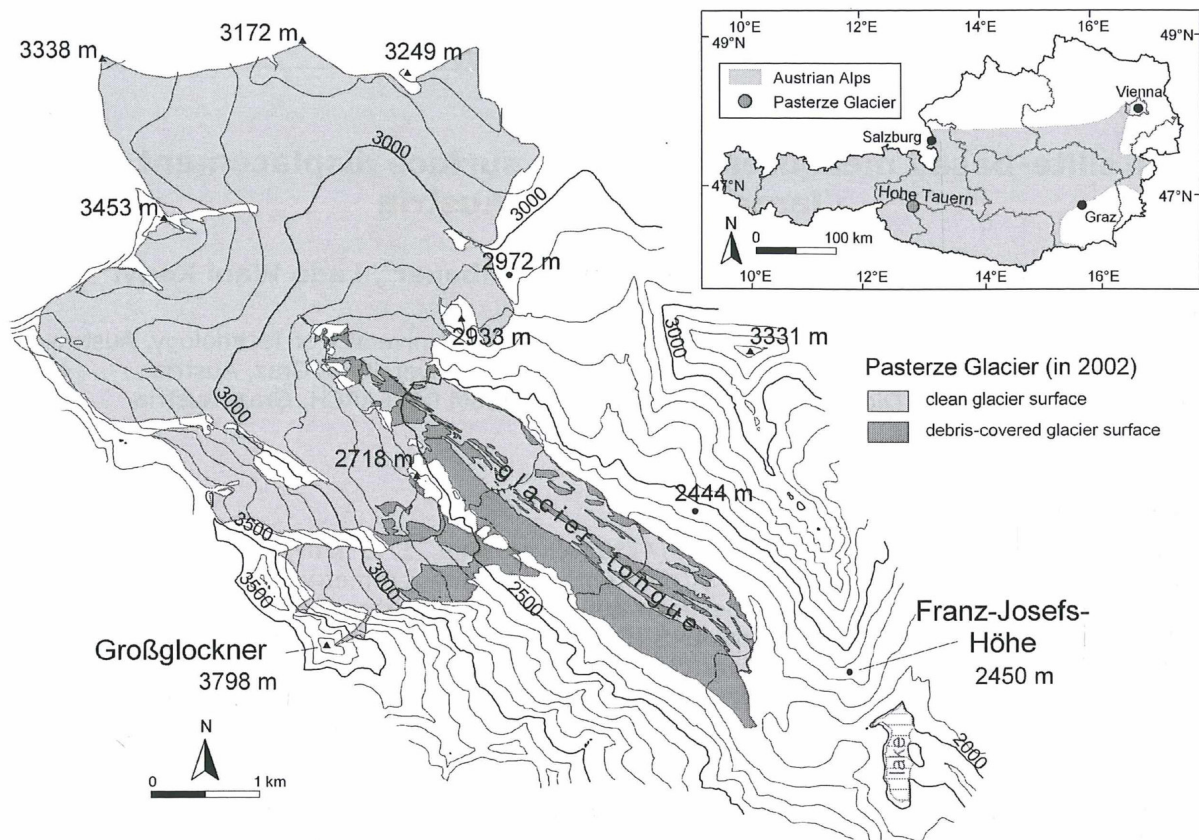 3338 m
3172 m
3249 m
3453 m
3000
3000
2972 m
2933 m
3331 m
3000
3000
2718 m
2444 m
3500
3500
3000
2500
glacier tongue
Großglockner
3798 m
Franz-Josefs-
Höhe
2450 m
lake
2000
N
0 1 km
10°E 12°E 14°E 16°E
49°N 49°N
Austrian Alps
Pasterze Glacier
Vienna
Salzburg
47°N 47°N
Hohe Tauern
Graz
N
0 100 km
10°E 12°E 14°E 16°E
Pasterze Glacier (in 2002)
clean glacier surface
debris-covered glacier surface